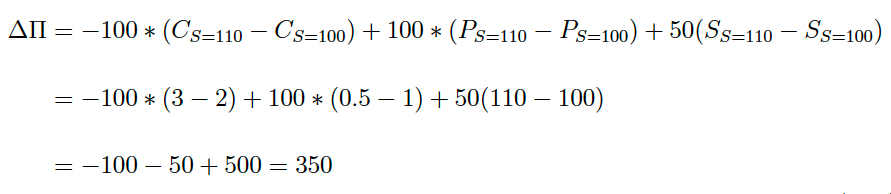 ΔΠ = −100 ∗ (C_{S=110} − C_{S=100}) + 100 ∗ (P_{S=110} − P_{S=100}) + 50(S_{S=110} − S_{S=100})
= −100 ∗ (3 − 2) + 100 ∗ (0.5 − 1) + 50(110 − 100)
= −100 − 50 + 500 = 350